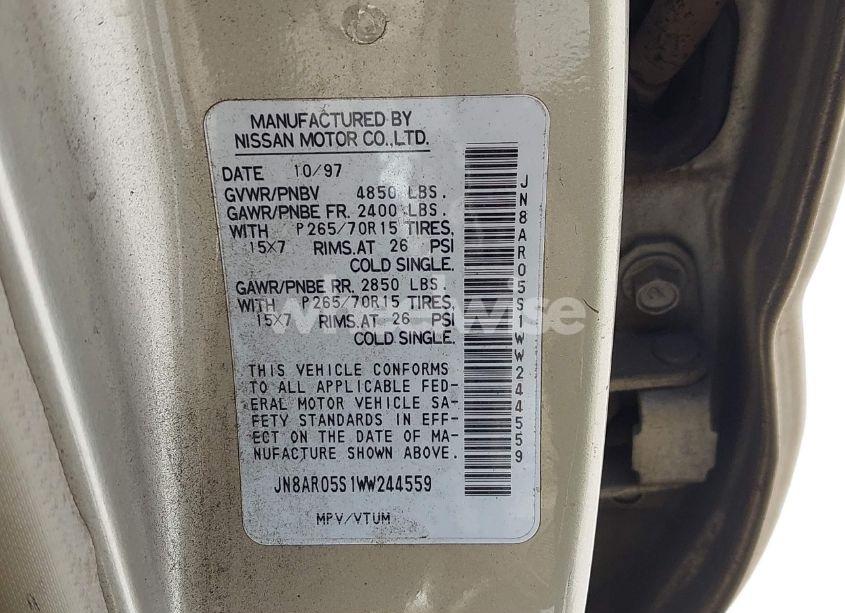 MANUFACTURED BY
NISSAN MOTOR CO.,LTD.
DATE 10/97
GVWR/PNBV 4850 LBS.
GAWR/PNBE FR. 2400 LBS.
WITH P265/70R15 TIRES,
15X7 RIMS.AT 26 PSI
COLD SINGLE.
GAWR/PNBE RR. 2850 LBS.
WITH P265/70R15 TIRES,
15X7 RIMS.AT 26 PSI
COLD SINGLE.
THIS VEHICLE CONFORMS
TO ALL APPLICABLE FED-
ERAL MOTOR VEHICLE SA-
FETY STANDARDS IN EFF-
ECT ON THE DATE OF MA-
NUFACTURE SHOWN ABOVE.
JN8AR05S1WW244559
MPV/VTUM
JN8AR05S1WW244559
wheelwise